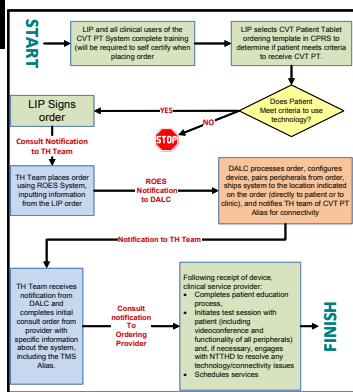 START
LIP and all clinical users of the
CVT PT System complete training
(will be required to self certify when
placing order
LIP selects CVT Patient Tablet
ordering template in CPRS to
determine if patient meets criteria
to receive CVT PT.
Does Patient
Meet criteria to use
technology?
YES
NO
STOP
LIP Signs
order
Consult Notification
to TH Team
TH Team places order
using ROES System,
inputting information
from the LIP order
ROES
Notification
to DALC
DALC processes order, configures
device, pairs peripherals from order,
ships system to the location indicated
on the order (directly to patient or to
clinic), and notifies TH team of CVT PT
Alias for connectivity
Notification to TH Team
TH Team receives
notification from
DALC and
completes initial
consult order from
provider with
specific information
about the system,
including the TMS
Alias.
Consult
notification
To
Ordering
Provider
Following receipt of device,
clinical service provider:
• Completes patient education
process,
• Initiates test session with
patient (including
videoconference and
functionality of all peripherals)
and, if necessary, engages
with NTTHD to resolve any
technology/connectivity issues
• Schedules services
FINISH